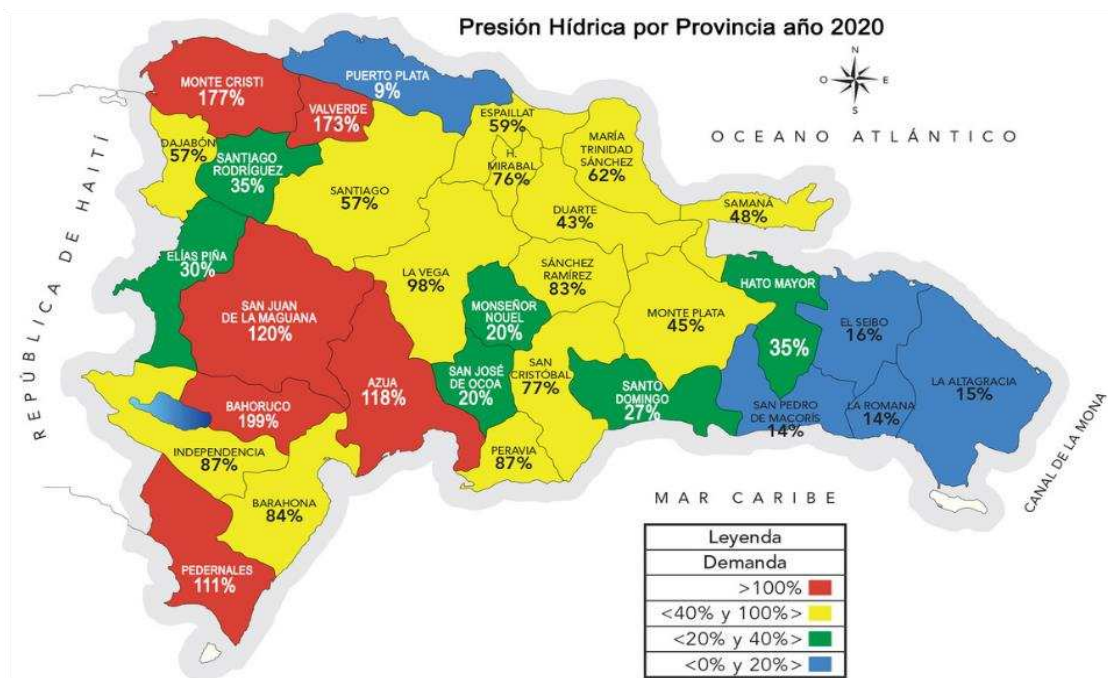 Presión Hídrica por Provincia año 2020
N
O
E
S
OCEANO ATLÁNTICO
REPÚBLICA DE HAITÍ
MONTE CRISTI
177%
PUERTO PLATA
9%
VALVERDE
173%
ESPAILLAT
59%
DAJABÓN
57%
SANTIAGO
RODRÍGUEZ
35%
H.
MIRABAL
76%
MARÍA
TRINIDAD
SÁNCHEZ
62%
SANTIAGO
57%
DUARTE
43%
SAMANÁ
48%
ELÍAS PIÑA
30%
LA VEGA
98%
SÁNCHEZ
RAMÍREZ
83%
HATO MAYOR
35%
SAN JUAN
DE LA MAGUANA
120%
MONSEÑOR
NOUEL
20%
MONTE PLATA
45%
EL SEIBO
16%
AZUA
118%
SAN JOSÉ
DE OCOA
20%
SAN
CRISTÓBAL
77%
SANTO
DOMINGO
27%
SAN PEDRO
DE MACORÍS
14%
LA ROMANA
14%
LA ALTAGRACIA
15%
BAHORUCO
199%
INDEPENDENCIA
87%
PERAVIA
87%
BARAHONA
84%
PEDERNALES
111%
MAR CARIBE
CANAL DE LA MONA
Leyenda
Demanda
>100%
<40% y 100%>
<20% y 40%>
<0% y 20%>